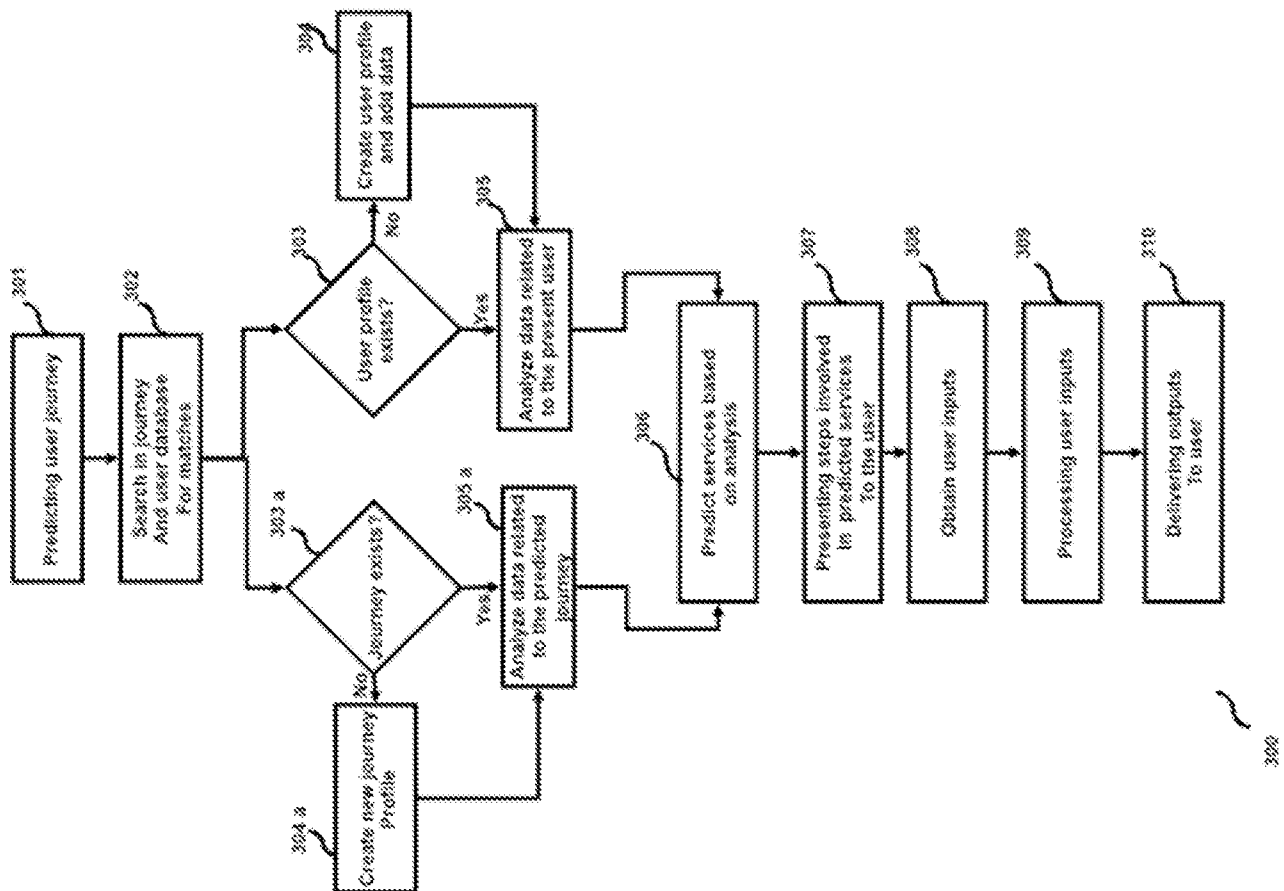 301
Predicting user journey
302
Search in journey
And user database
For matches
303 a
Journey exists?
No
Yes
304 a
Create new journey
Profile
305 a
Analyze data related
to the predicted
journey
303
User profile
exists?
No
Yes
304
Create user profile
and add data
305
Analyze data related
to the present user
306
Predict services based
on analysis
307
Presenting steps involved
in predicted services
To the user
308
Obtain user inputs
309
Processing user inputs
310
Delivering outputs
To user
300